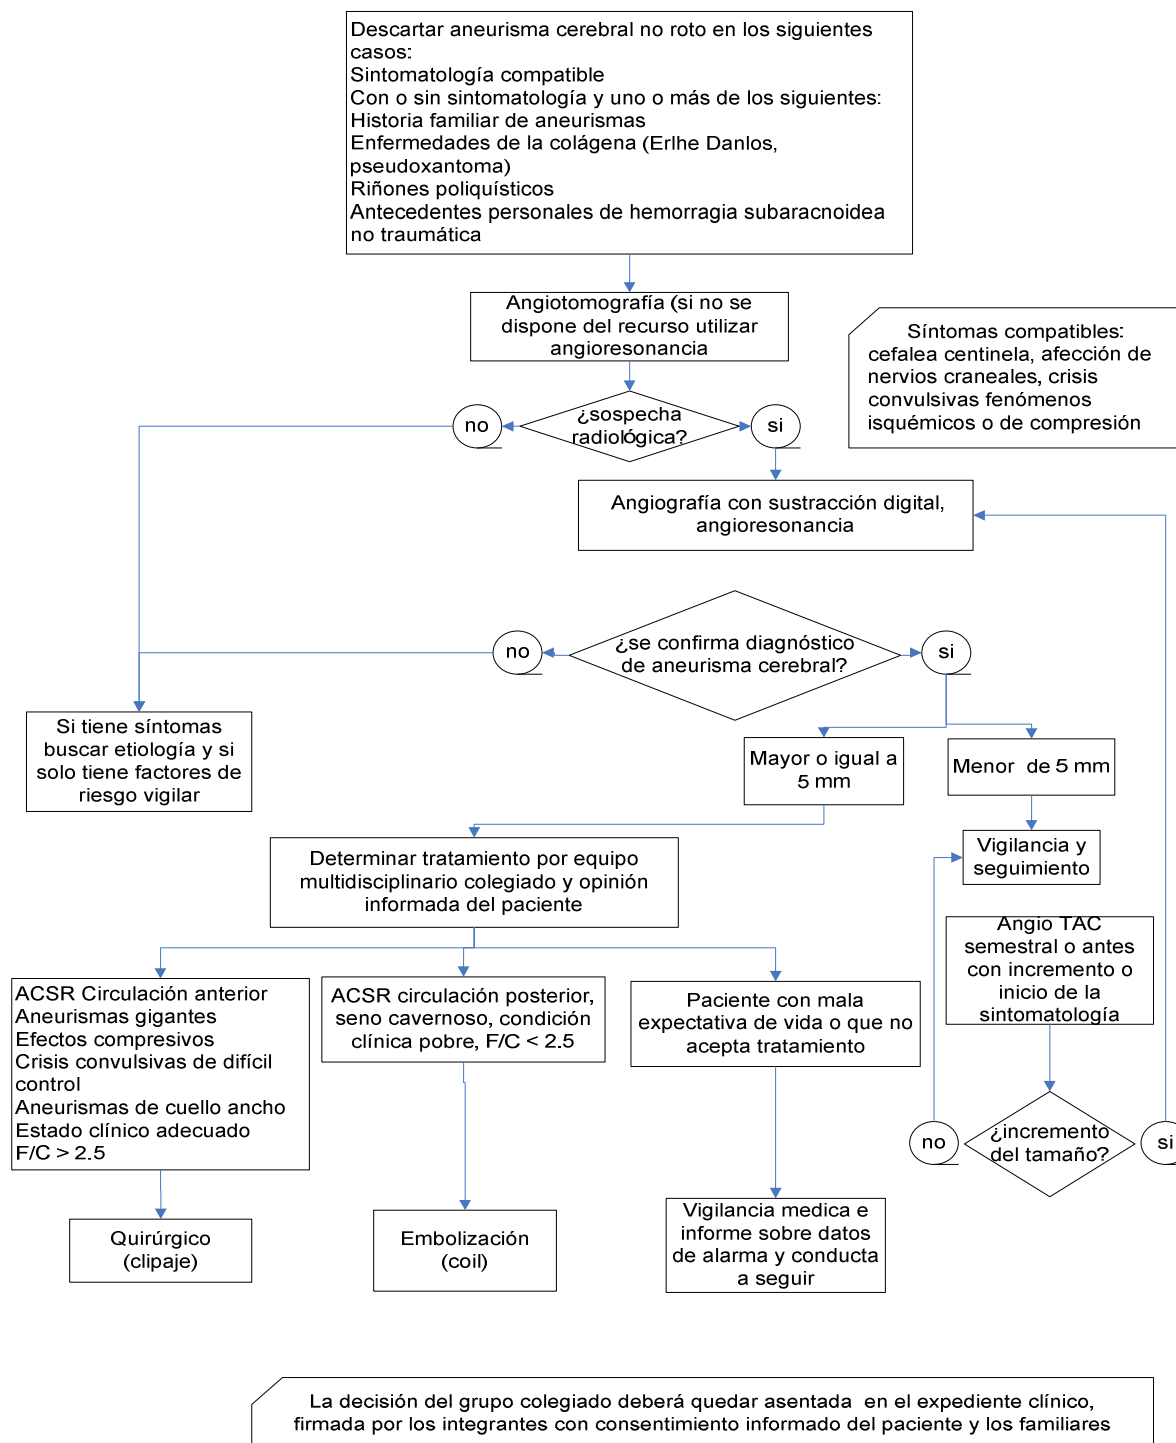 Descartar aneurisma cerebral no roto en los siguientes
casos:
Sintomatología compatible
Con o sin sintomatología y uno o más de los siguientes:
Historia familiar de aneurismas
Enfermedades de la colágena (Erlhe Danlos,
pseudoxantoma)
Riñones poliquísticos
Antecedentes personales de hemorragia subaracnoidea
no traumática
Angiotomografía (si no se
dispone del recurso utilizar
angioresonancia
Síntomas compatibles:
cefalea centinela, afección de
nervios craneales, crisis
convulsivas fenómenos
isquémicos o de compresión
no
¿sospecha
radiológica?
si
Angiografía con sustracción digital,
angioresonancia
no
¿se confirma diagnóstico
de aneurisma cerebral?
si
Si tiene síntomas
buscar etiología y si
solo tiene factores de
riesgo vigilar
Mayor o igual a
5 mm
Menor de 5 mm
Determinar tratamiento por equipo
multidisciplinario colegiado y opinión
informada del paciente
Vigilancia y
seguimiento
Angio TAC
semestral o antes
con incremento o
inicio de la
sintomatología
ACSR Circulación anterior
Aneurismas gigantes
Efectos compresivos
Crisis convulsivas de difícil
control
Aneurismas de cuello ancho
Estado clínico adecuado
F/C > 2.5
ACSR circulación posterior,
seno cavernoso, condición
clínica pobre, F/C < 2.5
Paciente con mala
expectativa de vida o que no
acepta tratamiento
no
¿incremento
del tamaño?
si
Quirúrgico
(clipaje)
Embolización
(coil)
Vigilancia medica e
informe sobre datos
de alarma y conducta
a seguir
La decisión del grupo colegiado deberá quedar asentada en el expediente clínico,
firmada por los integrantes con consentimiento informado del paciente y los familiares